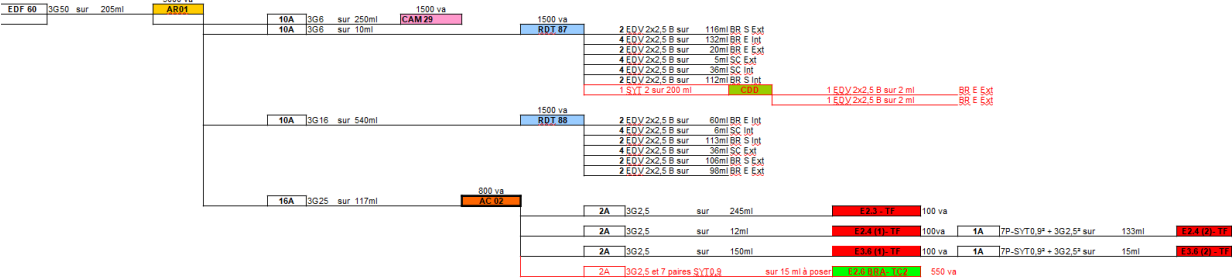 5000 va
EDF 60 3G50 sur 205ml AR01
1500 va
10A 3G6 sur 250ml CAM 29
1500 va
10A 3G6 sur 10ml RDT 87
2 EDV 2x2,5 B sur 116ml BR S Ext
4 EDV 2x2,5 B sur 132ml BR E Int
2 EDV 2x2,5 B sur 20ml BR E Ext
4 EDV 2x2,5 B sur 5ml SC Ext
4 EDV 2x2,5 B sur 36ml SC Int
2 EDV 2x2,5 B sur 112ml BR S Int
1 SYT 2 sur 200 ml CDD 1 EDV 2x2,5 B sur 2 ml BR E Ext
1 EDV 2x2,5 B sur 2 ml BR E Ext
1500 va
10A 3G16 sur 540ml RDT 88
2 EDV 2x2,5 B sur 60ml BR E Int
4 EDV 2x2,5 B sur 6ml SC Int
2 EDV 2x2,5 B sur 113ml BR S Int
4 EDV 2x2,5 B sur 36ml SC Ext
2 EDV 2x2,5 B sur 106ml BR S Ext
2 EDV 2x2,5 B sur 98ml BR E Ext
800 va
16A 3G25 sur 117ml AC 02
2A 3G2,5 sur 245ml E2.3 - TF 100 va
2A 3G2,5 sur 12ml E2.4 (1)- TF 100va 1A 7P-SYT0,9² + 3G2,5² sur 133ml E2.4 (2)- TF
2A 3G2,5 sur 150ml E3.6 (1)- TF 100 va 1A 7P-SYT0,9² + 3G2,5² sur 15ml E3.6 (2)- TF
2A 3G2,5 et 7 paires SYT0,9 sur 15 ml à poser E2.6 BRA- TC2 550 va